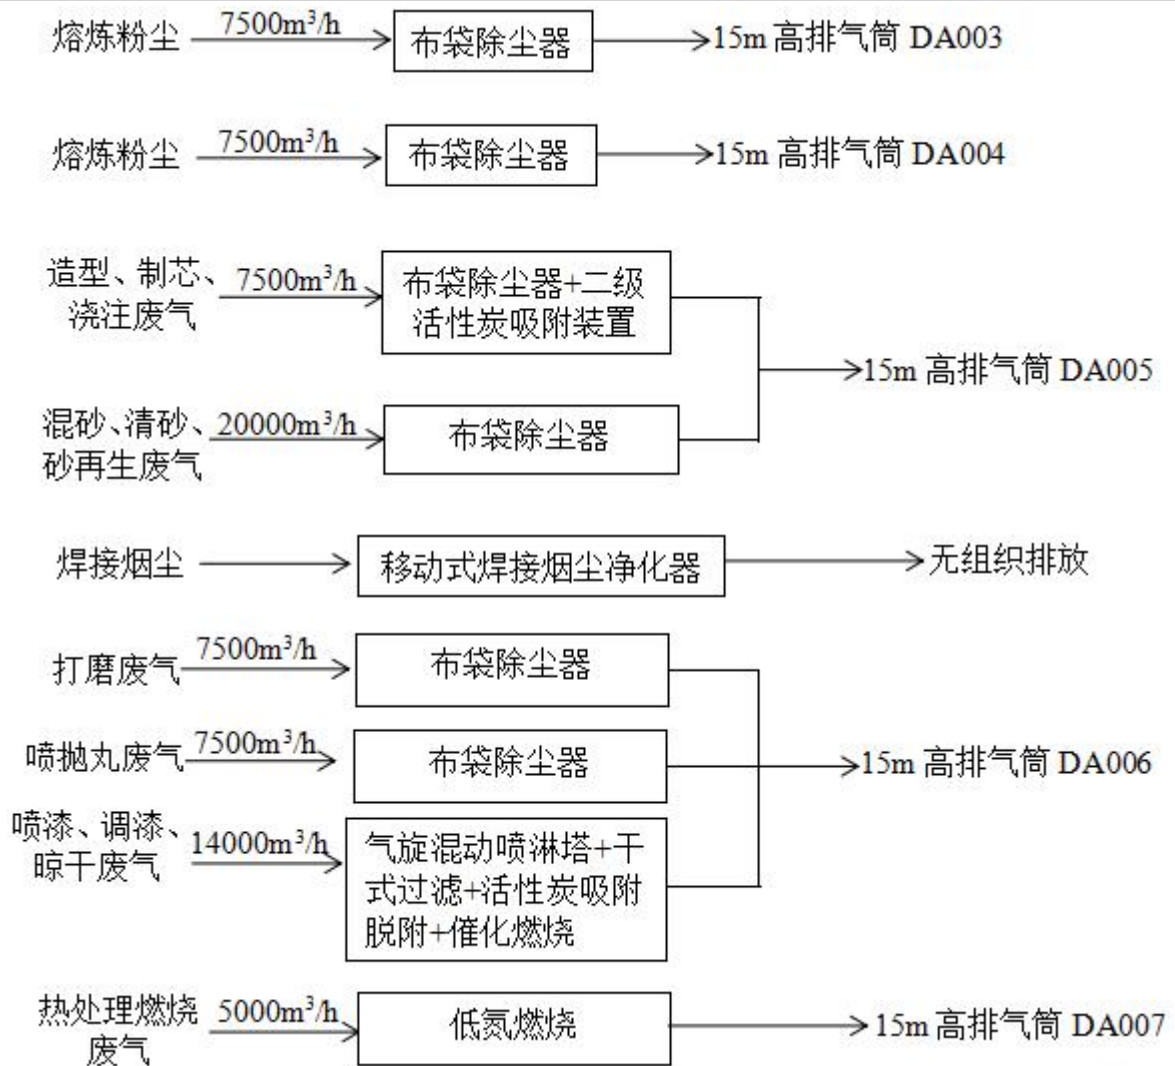 熔炼粉尘 7500m³/h 布袋除尘器 15m 高排气筒 DA003
熔炼粉尘 7500m³/h 布袋除尘器 15m 高排气筒 DA004
造型、制芯、
浇注废气
7500m³/h
布袋除尘器+二级
活性炭吸附装置
混砂、清砂、
砂再生废气
20000m³/h
布袋除尘器
15m 高排气筒 DA005
焊接烟尘 移动式焊接烟尘净化器 无组织排放
打磨废气 7500m³/h 布袋除尘器
喷抛丸废气 7500m³/h 布袋除尘器
15m 高排气筒 DA006
喷漆、调漆、
晾干废气
14000m³/h
气旋混动喷淋塔+干
式过滤+活性炭吸附
脱附+催化燃烧
热处理燃烧
废气
5000m³/h
低氮燃烧
15m 高排气筒 DA007